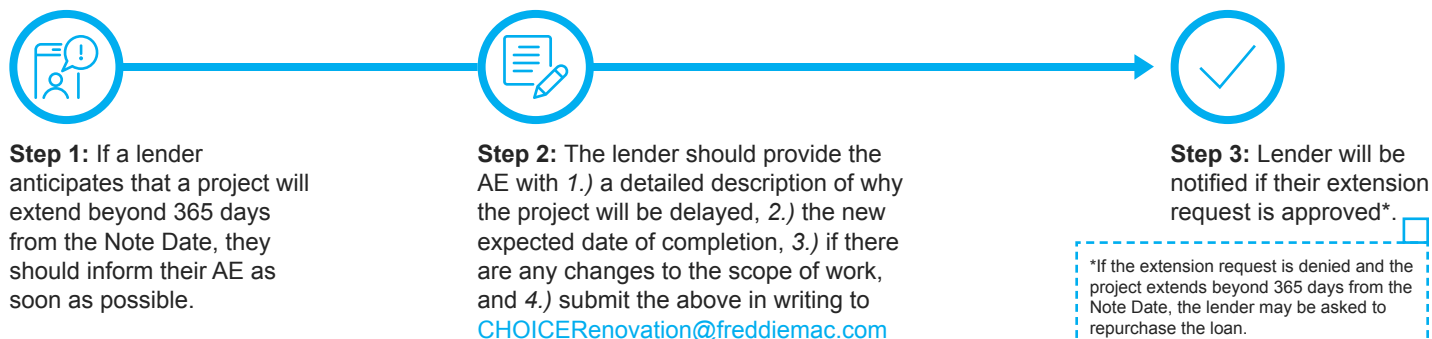 Step 1: If a lender
anticipates that a project will
extend beyond 365 days
from the Note Date, they
should inform their AE as
soon as possible.
Step 2: The lender should provide the
AE with 1.) a detailed description of why
the project will be delayed, 2.) the new
expected date of completion, 3.) if there
are any changes to the scope of work,
and 4.) submit the above in writing to
CHOICERenovation@freddiemac.com
Step 3: Lender will be
notified if their extension
request is approved*.
*If the extension request is denied and the
project extends beyond 365 days from the
Note Date, the lender may be asked to
repurchase the loan.